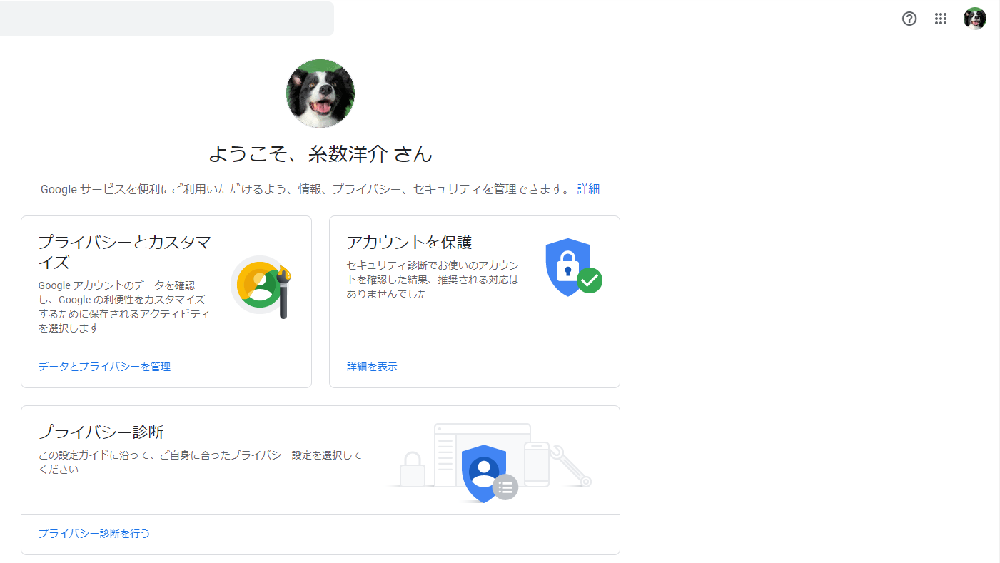 ようこそ、糸数洋介 さん
Google サービスを便利にご利用いただけるよう、情報、プライバシー、セキュリティを管理できます。 詳細
プライバシーとカスタマ
イズ
Google アカウントのデータを確認
し、Google の利便性をカスタマイズ
するために保存されるアクティビティ
を選択します
データとプライバシーを管理
アカウントを保護
セキュリティ診断でお使いのアカウン
トを確認した結果、推奨される対応は
ありませんでした
詳細を表示
プライバシー診断
この設定ガイドに沿って、ご自身に合ったプライバシー設定を選択して
ください
プライバシー診断を行う